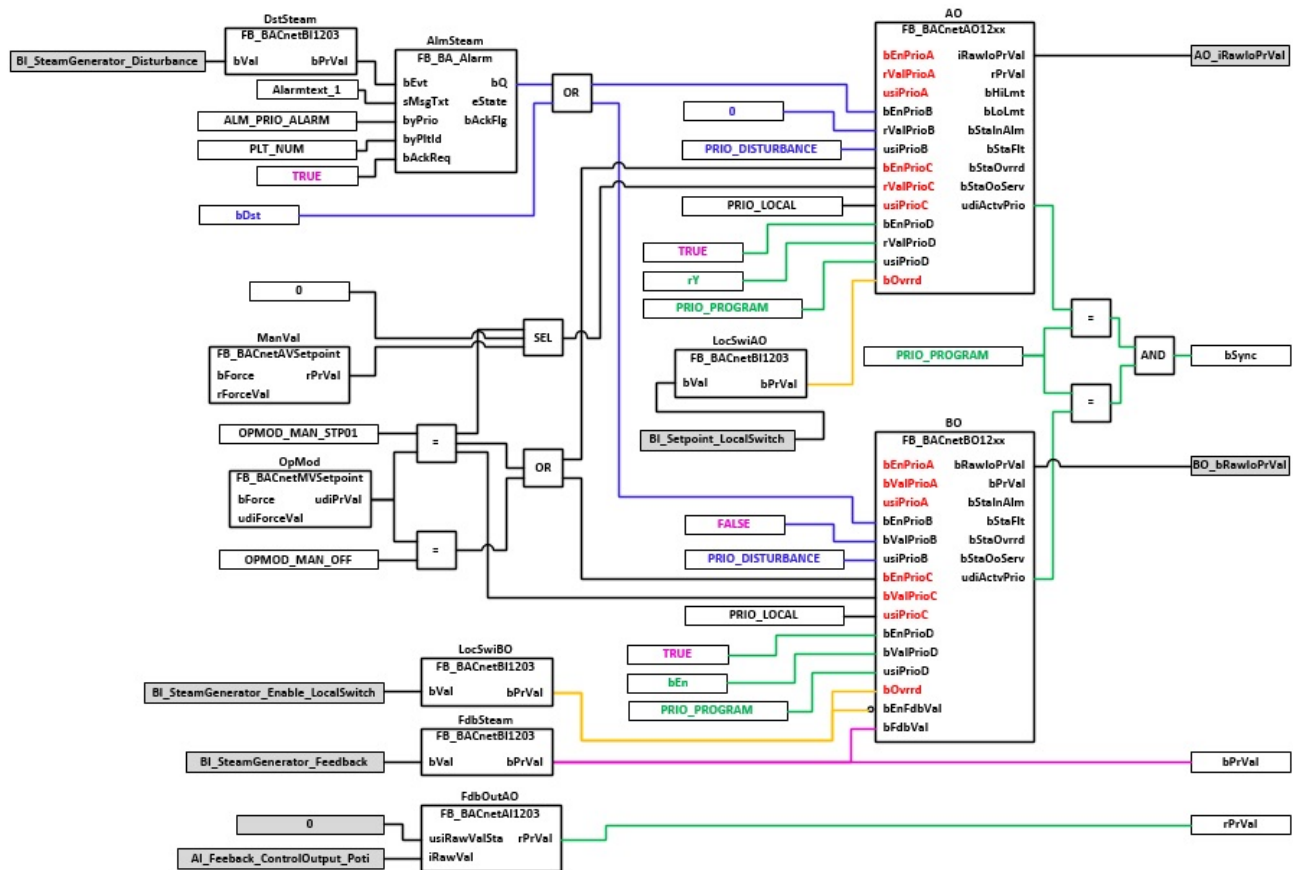 DstSteam
FB_BACnetBI1203
bVal bPrVal
BI_SteamGenerator_Disturbance
AlmSteam
FB_BA_Alarm
bEvt bQ
sMsgTxt eState
byPrio bAckFlg
byPltId
bAckReq
Alarmtext_1
ALM_PRIO_ALARM
PLT_NUM
TRUE
bDst
OR
AO
FB_BACnetAO12xx
bEnPrioA iRawIoPrVal
rValPrioA rPrVal
usiPrioA bHiLmt
bEnPrioB bLoLmt
rValPrioB bStaInAlm
usiPrioB bStaFlt
bEnPrioC bStaOvrrd
rValPrioC bStaOoServ
usiPrioC udiActvPrio
bEnPrioD
rValPrioD
usiPrioD
bOvrrd
AO_iRawIoPrVal
0
PRIO_DISTURBANCE
PRIO_LOCAL
TRUE
rY
PRIO_PROGRAM
0
SEL
ManVal
FB_BACnetAVSetpoint
bForce rPrVal
rForceVal
LocSwiAO
FB_BACnetBI1203
bVal bPrVal
BI_Setpoint_LocalSwitch
PRIO_PROGRAM
=
AND
bSync
=
OPMOD_MAN_STP01
=
OR
OpMod
FB_BACnetMVSetpoint
bForce udiPrVal
udiForceVal
OPMOD_MAN_OFF
=
BO
FB_BACnetBO12xx
bEnPrioA bRawIoPrVal
bValPrioA bPrVal
usiPrioA bStaInAlm
bEnPrioB bStaFlt
bValPrioB bStaOvrrd
usiPrioB bStaOoServ
bEnPrioC udiActvPrio
bValPrioC
usiPrioC
bEnPrioD
bValPrioD
usiPrioD
bOvrrd
bEnFdbVal
bFdbVal
BO_bRawIoPrVal
FALSE
PRIO_DISTURBANCE
PRIO_LOCAL
TRUE
bEn
PRIO_PROGRAM
LocSwiBO
FB_BACnetBI1203
bVal bPrVal
BI_SteamGenerator_Enable_LocalSwitch
FdbSteam
FB_BACnetBI1203
bVal bPrVal
BI_SteamGenerator_Feedback
bPrVal
FdbOutAO
FB_BACnetAI1203
usiRawValSta rPrVal
iRawVal
0
AI_Feeback_ControlOutput_Poti
rPrVal